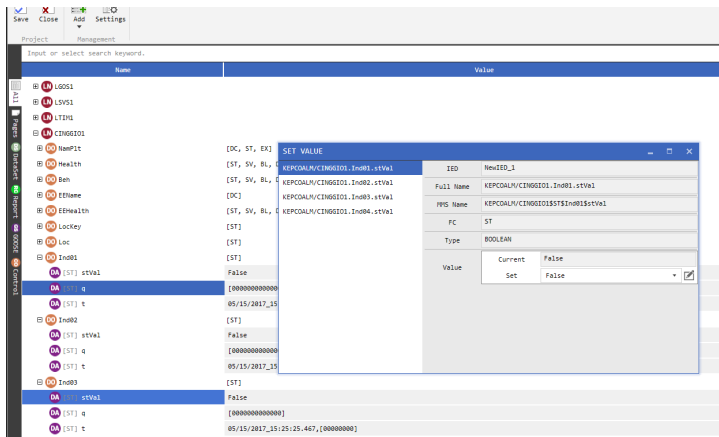 Save Close Add Settings
Project Management
Input or select search keyword.
Name Value
All
Pages
DataSet
Report
GOOSE
Control
LN LGOS1
LN LSVS1
LN LTIM1
LN CINGGIO1
DO NamPlt [DC, ST, EX]
DO Health [ST, SV, BL,
DO Beh [ST, SV, BL,
DO EEName [DC]
DO EEHealth [ST, SV, BL,
DO LocKey [ST]
DO Loc [ST]
DO Ind01 [ST]
DA [ST] stVal False
DA [ST] q [000000000000
DA [ST] t 05/15/2017_15
DO Ind02 [ST]
DA [ST] stVal False
DA [ST] q [000000000000
DA [ST] t 05/15/2017_15
DO Ind03 [ST]
DA [ST] stVal False
DA [ST] q [0000000000000]
DA [ST] t 05/15/2017_15:25:25.467,[00000000]
SET VALUE
KEPCOALM/CINGGIO1.Ind01.stVal
KEPCOALM/CINGGIO1.Ind02.stVal
KEPCOALM/CINGGIO1.Ind03.stVal
KEPCOALM/CINGGIO1.Ind04.stVal
IED NewIED_1
Full Name KEPCOALM/CINGGIO1.Ind01.stVal
MMS Name KEPCOALM/CINGGIO1$ST$Ind01$stVal
FC ST
Type BOOLEAN
Value
Current False
Set False